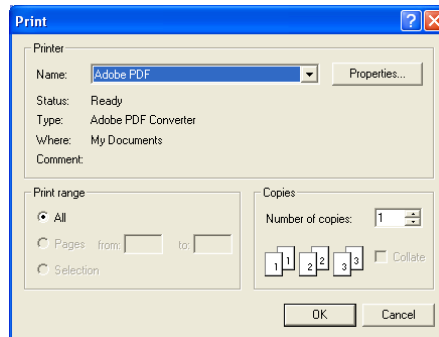 Print
Printer
Name: Adobe PDF Properties...
Status: Ready
Type: Adobe PDF Converter
Where: My Documents
Comment:
Print range
All
Pages from: to:
Selection
Copies
Number of copies: 1
1 1 2 2 3 3 Collate
OK Cancel